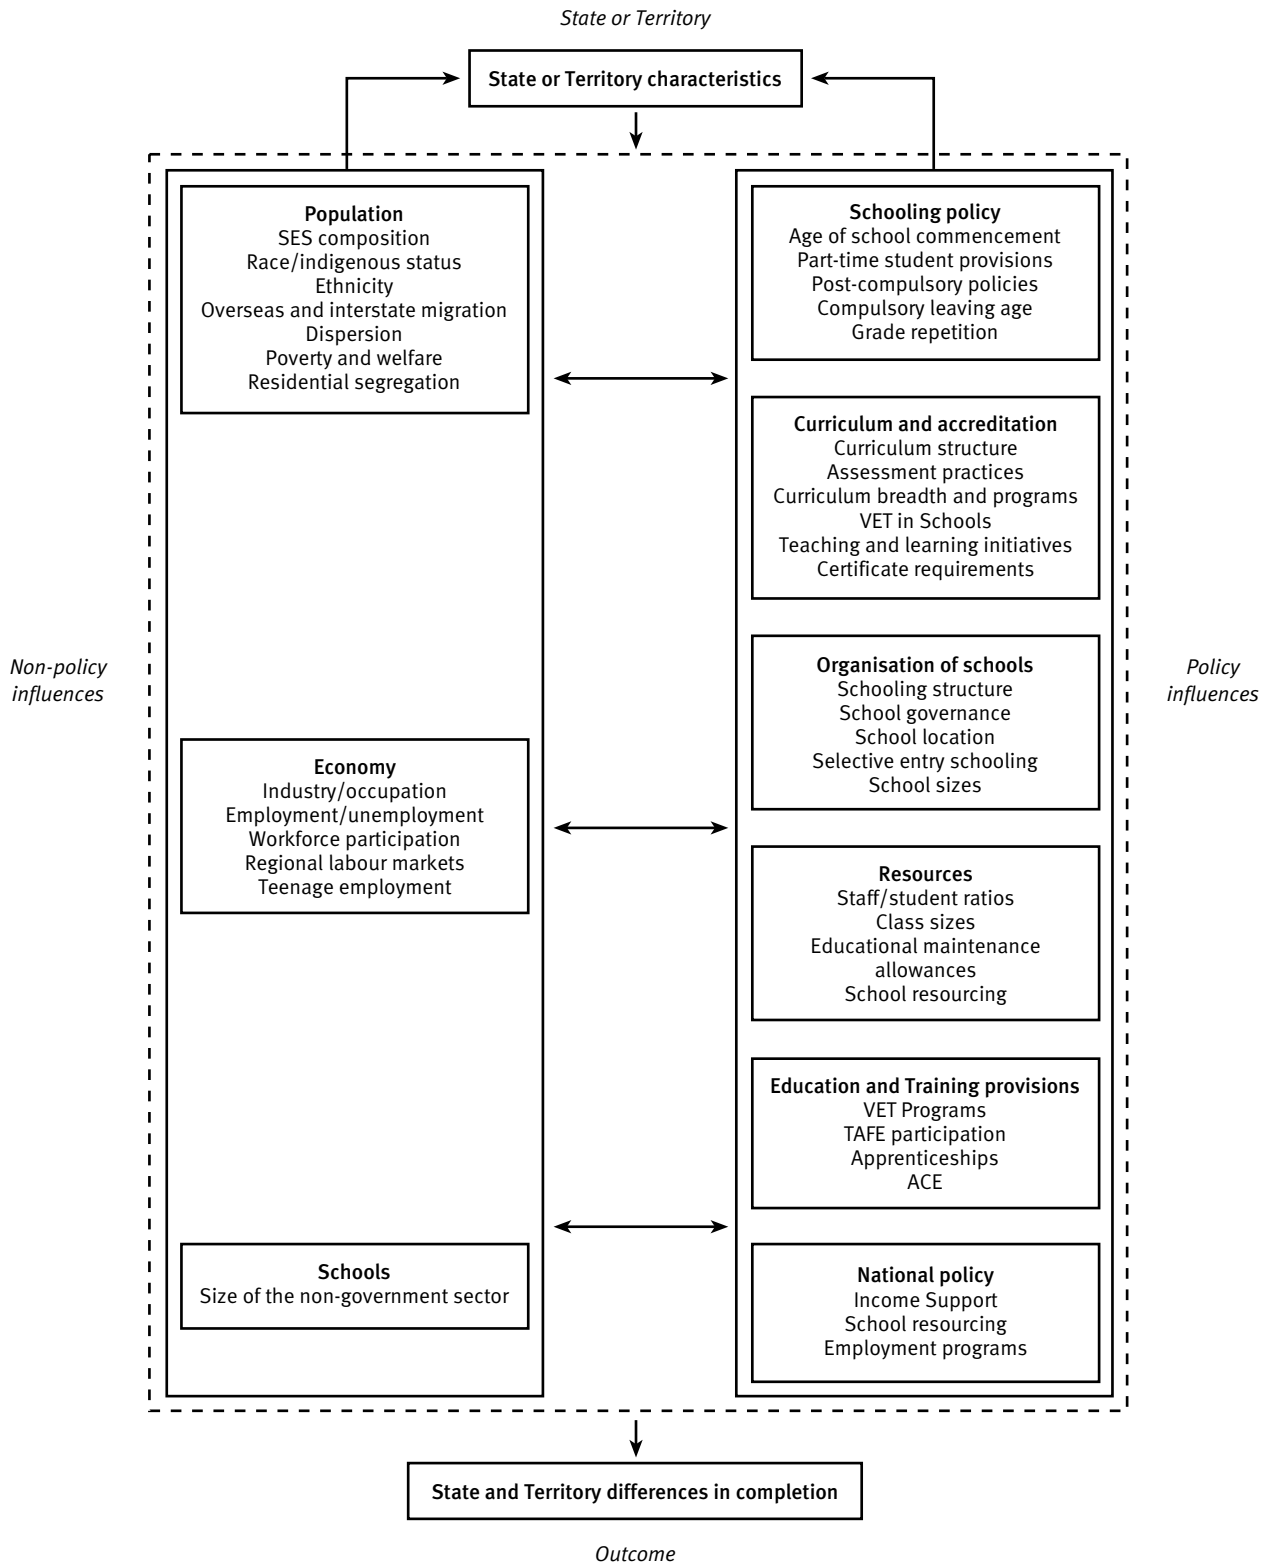 State or Territory
State or Territory characteristics
Population
SES composition
Race/indigenous status
Ethnicity
Overseas and interstate migration
Dispersion
Poverty and welfare
Residential segregation
Economy
Industry/occupation
Employment/unemployment
Workforce participation
Regional labour markets
Teenage employment
Schools
Size of the non-government sector
Non-policy
influences
Schooling policy
Age of school commencement
Part-time student provisions
Post-compulsory policies
Compulsory leaving age
Grade repetition
Curriculum and accreditation
Curriculum structure
Assessment practices
Curriculum breadth and programs
VET in Schools
Teaching and learning initiatives
Certificate requirements
Organisation of schools
Schooling structure
School governance
School location
Selective entry schooling
School sizes
Resources
Staff/student ratios
Class sizes
Educational maintenance
allowances
School resourcing
Education and Training provisions
VET Programs
TAFE participation
Apprenticeships
ACE
National policy
Income Support
School resourcing
Employment programs
Policy
influences
State and Territory differences in completion
Outcome